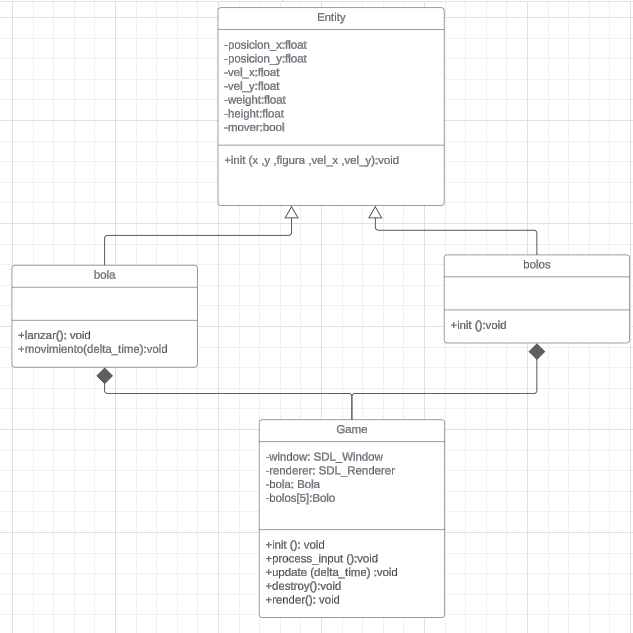 Entity
-posicion_x:float
-posicion_y:float
-vel_x;float
-vel_y:float
-weight:float
-height:float
-mover;bool
+init (x ,y ,figura ,vel_x ,vel_y);void
bola
+lanzar(); void
+movimiento(delta_time):void
bolos
+init ():void
Game
-window: SDL_Window
-renderer: SDL_Renderer
-bola; Bola
-bolos[5]:Bolo
+init (): void
+process_input ():void
+update (delta_time) ;void
+destroy():void
+render(): void